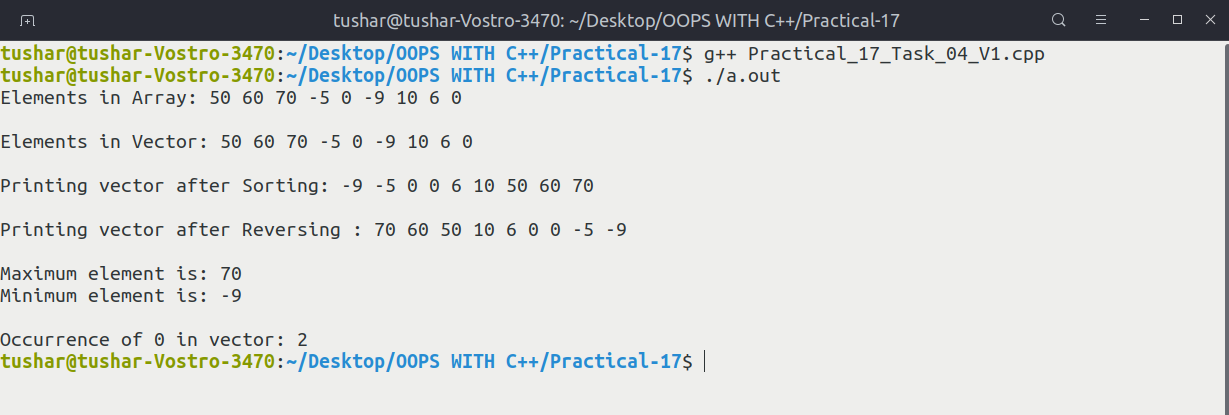 tushar@tushar-Vostro-3470: ~/Desktop/OOPS WITH C++/Practical-17
tushar@tushar-Vostro-3470:~/Desktop/OOPS WITH C++/Practical-17$ g++ Practical_17_Task_04_V1.cpp
tushar@tushar-Vostro-3470:~/Desktop/OOPS WITH C++/Practical-17$ ./a.out
Elements in Array: 50 60 70 -5 0 -9 10 6 0
Elements in Vector: 50 60 70 -5 0 -9 10 6 0
Printing vector after Sorting: -9 -5 0 0 6 10 50 60 70
Printing vector after Reversing : 70 60 50 10 6 0 0 -5 -9
Maximum element is: 70
Minimum element is: -9
Occurrence of 0 in vector: 2
tushar@tushar-Vostro-3470:~/Desktop/OOPS WITH C++/Practical-17$